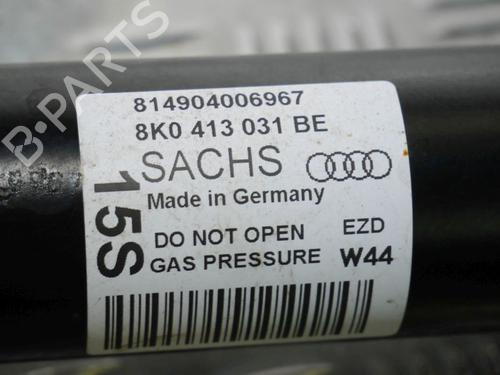 814904006967
8K0 413 031 BE
SACHS
Made in Germany
15S
DO NOT OPEN EZD
GAS PRESSURE W44
B-PARTS